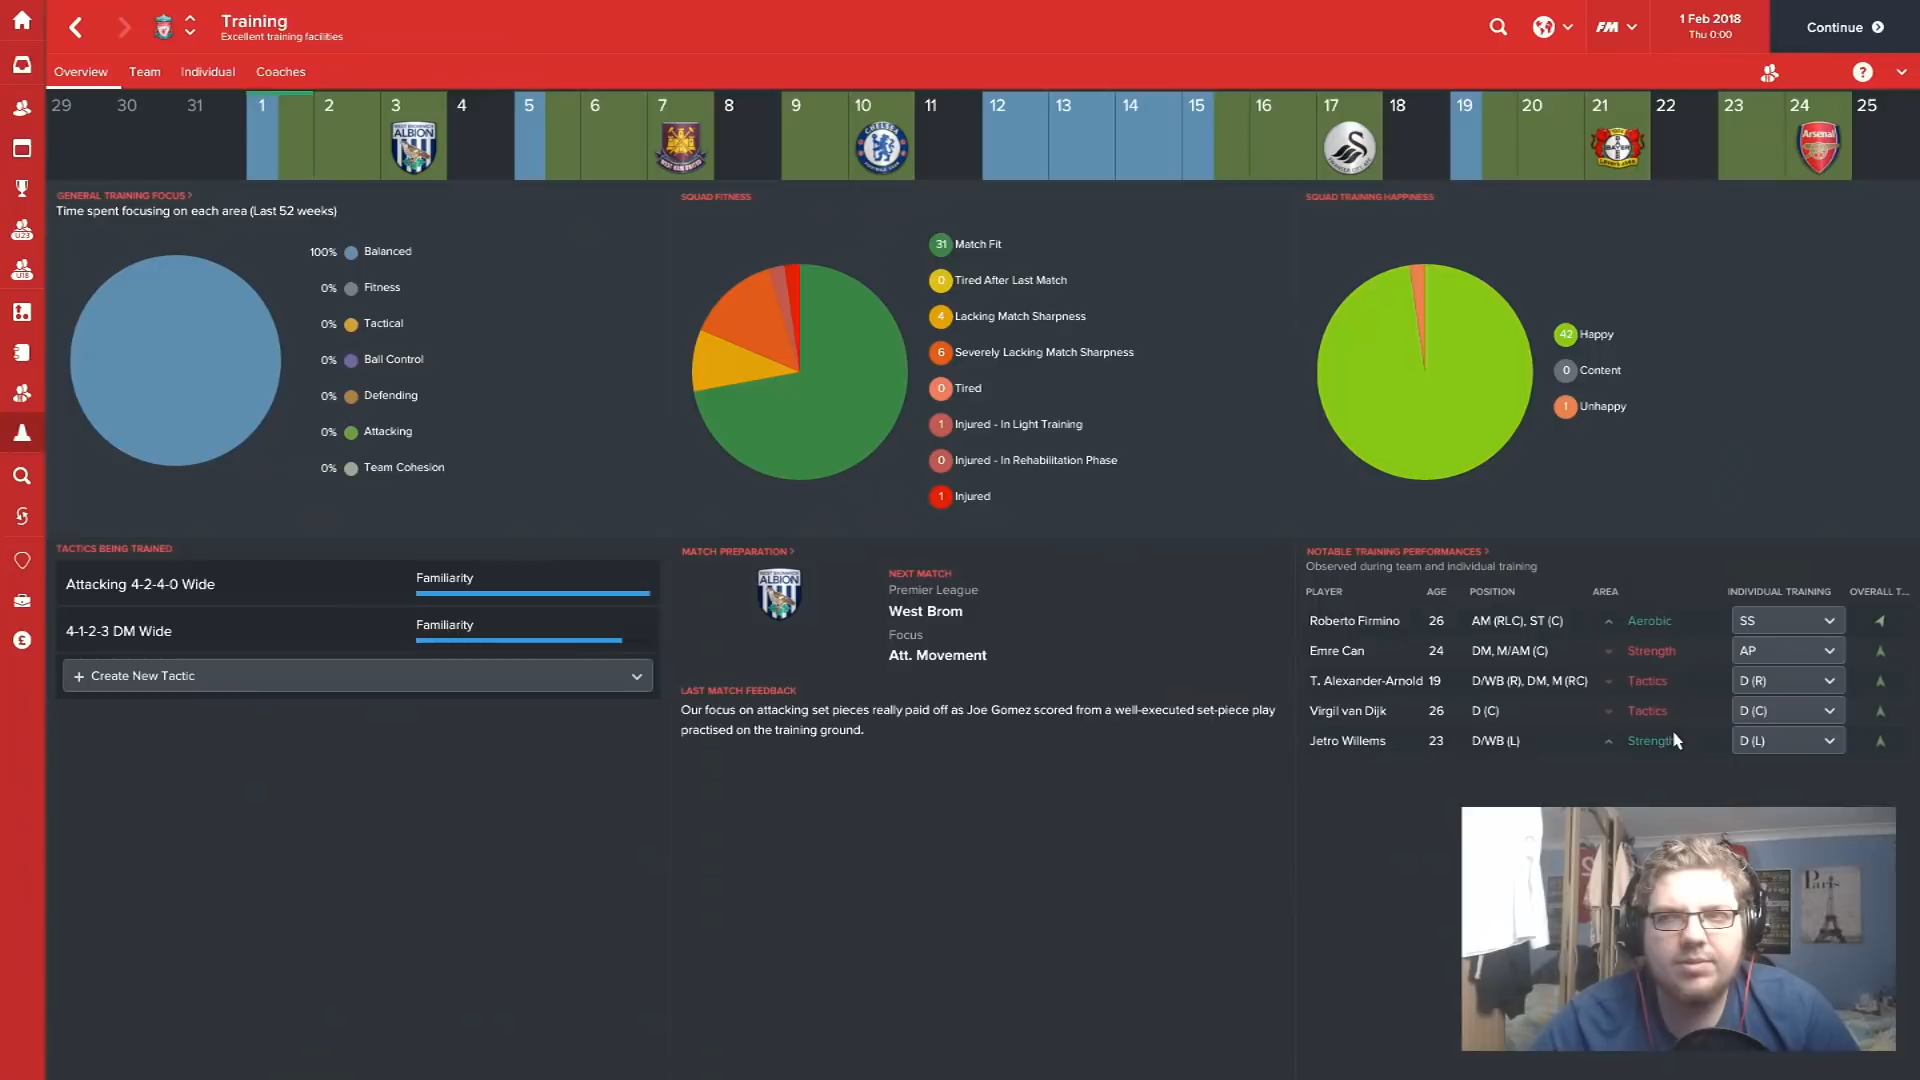 Training
Excellent training facilities
FM
1 Feb 2018
Thu 0:00
Continue
Overview Team Individual Coaches
?
29 30 31 1 2 3 4 5 6 7 8 9 10 11 12 13 14 15 16 17 18 19 20 21 22 23 24 25
GENERAL TRAINING FOCUS >
Time spent focusing on each area (Last 52 weeks)
100% Balanced
0% Fitness
0% Tactical
0% Ball Control
0% Defending
0% Attacking
0% Team Cohesion
SQUAD FITNESS
31 Match Fit
0 Tired After Last Match
4 Lacking Match Sharpness
6 Severely Lacking Match Sharpness
0 Tired
1 Injured - In Light Training
0 Injured - In Rehabilitation Phase
1 Injured
SQUAD TRAINING HAPPINESS
42 Happy
0 Content
1 Unhappy
TACTICS BEING TRAINED
Attacking 4-2-4-0 Wide Familiarity
4-1-2-3 DM Wide Familiarity
+ Create New Tactic
MATCH PREPARATION >
ALBION
NEXT MATCH
Premier League
West Brom
Focus
Att. Movement
LAST MATCH FEEDBACK
Our focus on attacking set pieces really paid off as Joe Gomez scored from a well-executed set-piece play
practised on the training ground.
NOTABLE TRAINING PERFORMANCES >
Observed during team and individual training
PLAYER AGE POSITION AREA INDIVIDUAL TRAINING OVERALL T...
Roberto Firmino 26 AM (RLC), ST (C) Aerobic SS
Emre Can 24 DM, M/AM (C) Strength AP
T. Alexander-Arnold 19 D/WB (R), DM, M (RC) Tactics D (R)
Virgil van Dijk 26 D (C) Tactics D (C)
Jetro Willems 23 D/WB (L) Strength D (L)
ALBION
CHELSEA
Arsenal
Paris
U23
U18